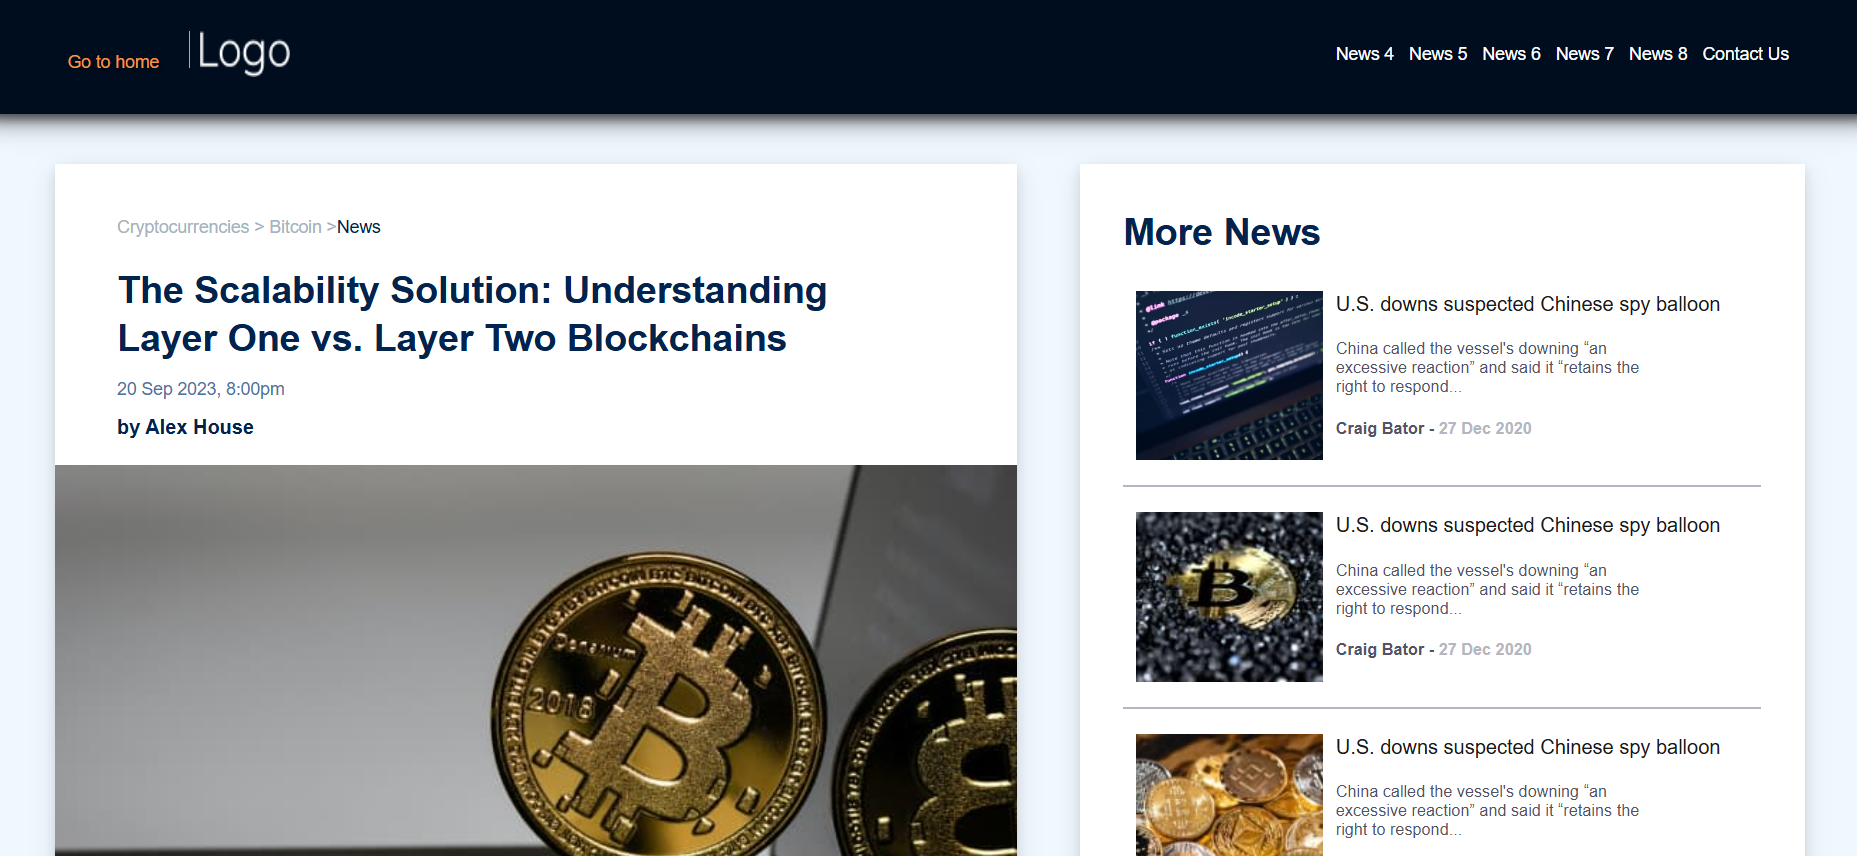 Go to home
Logo
News 4 News 5 News 6 News 7 News 8 Contact Us
Cryptocurrencies > Bitcoin >News
The Scalability Solution: Understanding
Layer One vs. Layer Two Blockchains
20 Sep 2023, 8:00pm
by Alex House
2018
More News
U.S. downs suspected Chinese spy balloon
China called the vessel's downing “an
excessive reaction” and said it “retains the
right to respond...
Craig Bator - 27 Dec 2020
U.S. downs suspected Chinese spy balloon
China called the vessel's downing “an
excessive reaction” and said it “retains the
right to respond...
Craig Bator - 27 Dec 2020
U.S. downs suspected Chinese spy balloon
China called the vessel's downing “an
excessive reaction” and said it “retains the
right to respond...